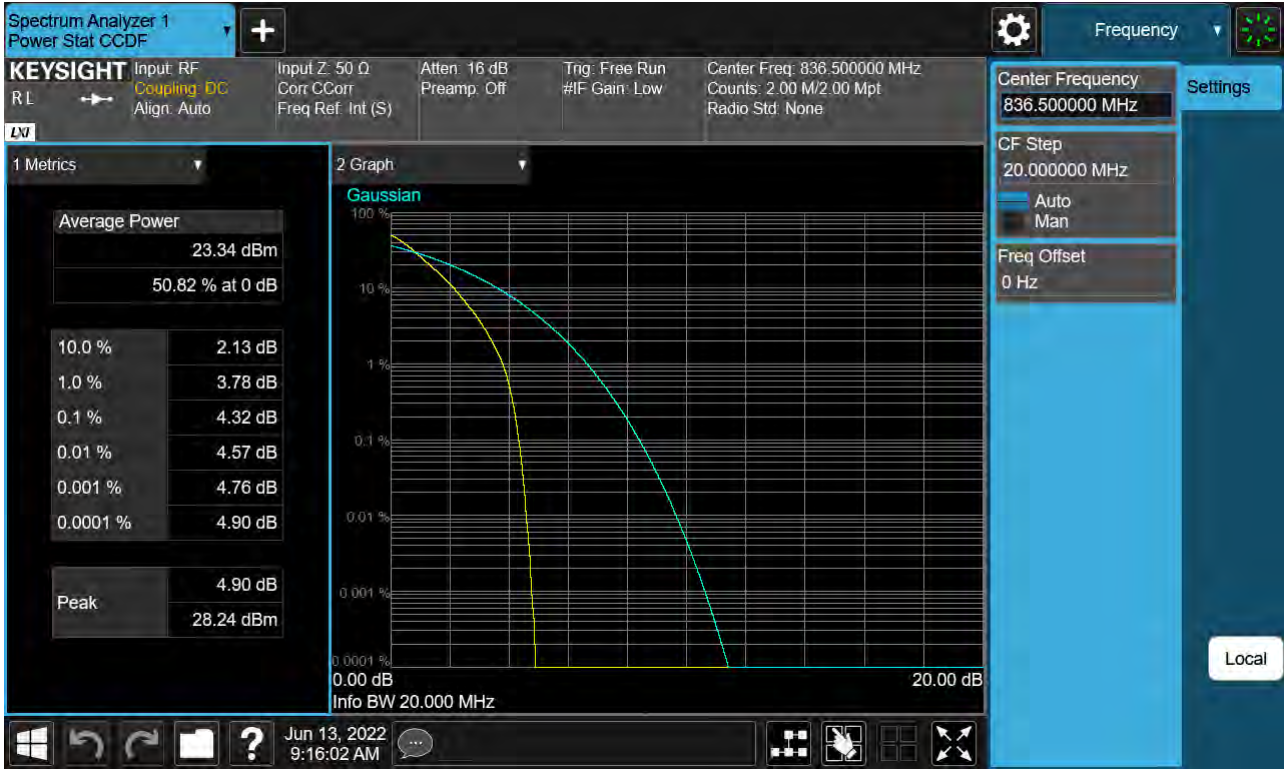 Spectrum Analyzer 1
Power Stat CCDF
Frequency
KEYSIGHT
R L
LXI
Input: RF
Coupling: DC
Align: Auto
Input Z: 50 Ω
Corr CCorr
Freq Ref: Int (S)
Atten: 16 dB
Preamp: Off
Trig: Free Run
#IF Gain: Low
Center Freq: 836.500000 MHz
Counts: 2.00 M/2.00 Mpt
Radio Std: None
Center Frequency
836.500000 MHz
Settings
CF Step
20.000000 MHz
Auto
Man
Freq Offset
0 Hz
1 Metrics
Average Power
23.34 dBm
50.82 % at 0 dB
10.0 % 2.13 dB
1.0 % 3.78 dB
0.1 % 4.32 dB
0.01 % 4.57 dB
0.001 % 4.76 dB
0.0001 % 4.90 dB
Peak
4.90 dB
28.24 dBm
2 Graph
Gaussian
100 %
10 %
1 %
0.1 %
0.01 %
0.001 %
0.0001 %
0.00 dB
20.00 dB
Info BW 20.000 MHz
Local
?
Jun 13, 2022
9:16:02 AM